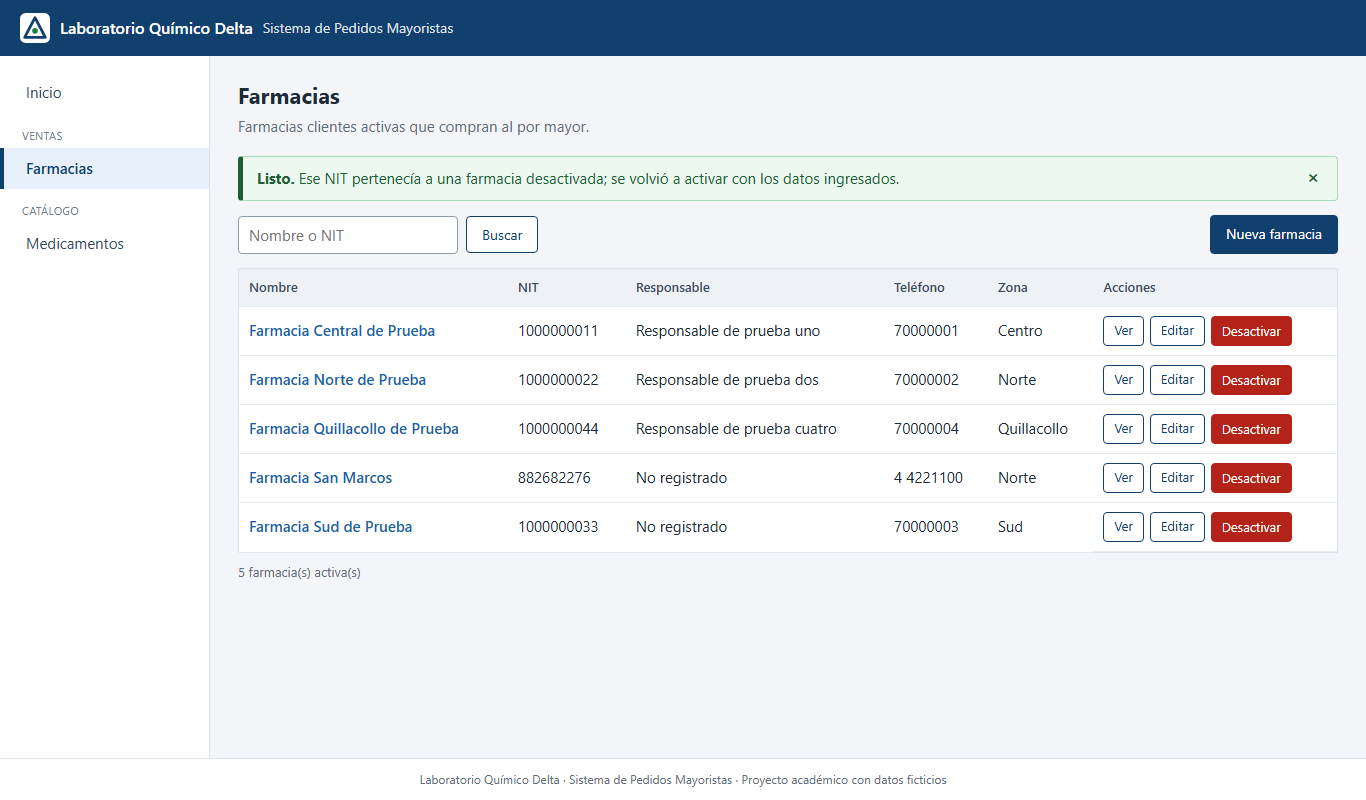 Laboratorio Químico Delta Sistema de Pedidos Mayoristas
Inicio
VENTAS
Farmacias
CATÁLOGO
Medicamentos
Farmacias
Farmacias clientes activas que compran al por mayor.
Listo. Ese NIT pertenecía a una farmacia desactivada; se volvió a activar con los datos ingresados. ×
Nombre o NIT Buscar Nueva farmacia
Nombre NIT Responsable Teléfono Zona Acciones
Farmacia Central de Prueba 1000000011 Responsable de prueba uno 70000001 Centro Ver Editar Desactivar
Farmacia Norte de Prueba 1000000022 Responsable de prueba dos 70000002 Norte Ver Editar Desactivar
Farmacia Quillacollo de Prueba 1000000044 Responsable de prueba cuatro 70000004 Quillacollo Ver Editar Desactivar
Farmacia San Marcos 882682276 No registrado 4 4221100 Norte Ver Editar Desactivar
Farmacia Sud de Prueba 1000000033 No registrado 70000003 Sud Ver Editar Desactivar
5 farmacia(s) activa(s)
Laboratorio Químico Delta · Sistema de Pedidos Mayoristas · Proyecto académico con datos ficticios